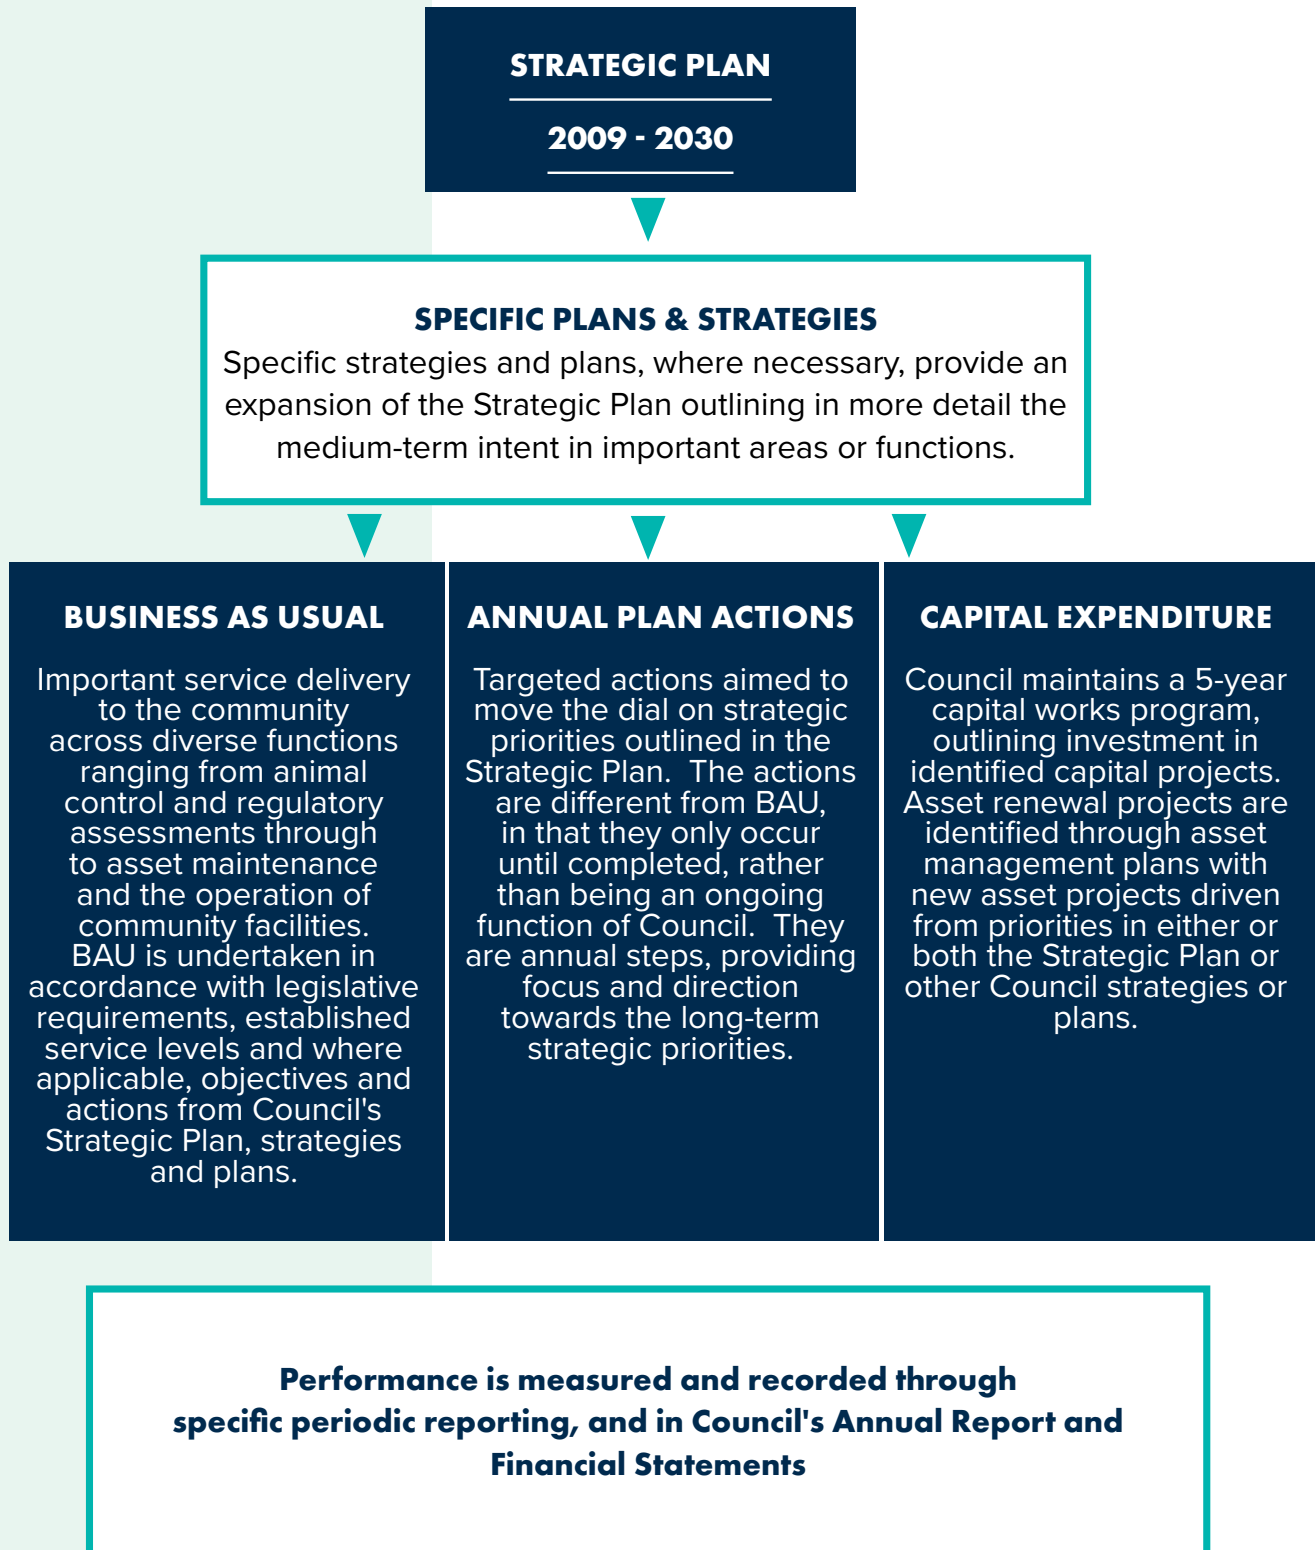 STRATEGIC PLAN
2009 - 2030
SPECIFIC PLANS & STRATEGIES
Specific strategies and plans, where necessary, provide an
expansion of the Strategic Plan outlining in more detail the
medium-term intent in important areas or functions.
BUSINESS AS USUAL
Important service delivery
to the community
across diverse functions
ranging from animal
control and regulatory
assessments through
to asset maintenance
and the operation of
community facilities.
BAU is undertaken in
accordance with legislative
requirements, established
service levels and where
applicable, objectives and
actions from Council's
Strategic Plan, strategies
and plans.
ANNUAL PLAN ACTIONS
Targeted actions aimed to
move the dial on strategic
priorities outlined in the
Strategic Plan.  The actions
are different from BAU,
in that they only occur
until completed, rather
than being an ongoing
function of Council.  They
are annual steps, providing
focus and direction
towards the long-term
strategic priorities.
CAPITAL EXPENDITURE
Council maintains a 5-year
capital works program,
outlining investment in
identified capital projects.
Asset renewal projects are
identified through asset
management plans with
new asset projects driven
from priorities in either or
both the Strategic Plan or
other Council strategies or
plans.
Performance is measured and recorded through
specific periodic reporting, and in Council's Annual Report and
Financial Statements